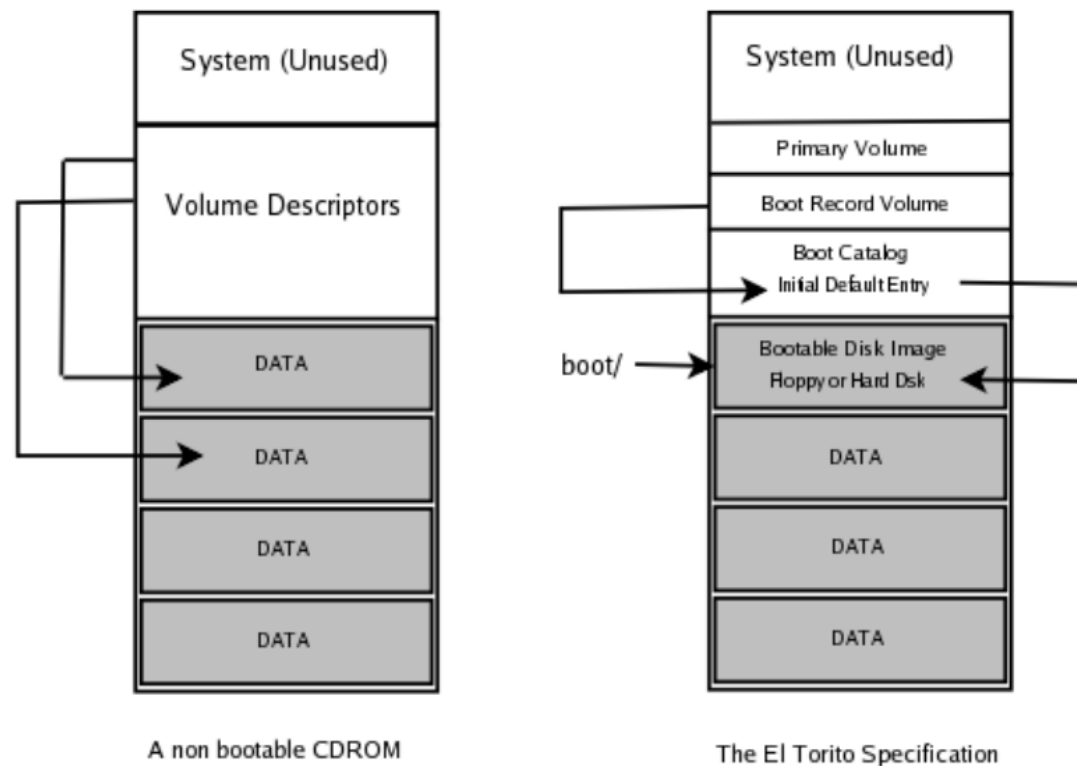 System (Unused)
Volume Descriptors
DATA
DATA
DATA
DATA
A non bootable CDROM
System (Unused)
Primary Volume
Boot Record Volume
Boot Catalog
Initial Default Entry
boot/
Bootable Disk Image
Floppy or Hard Dsk
DATA
DATA
DATA
The El Torito Specification